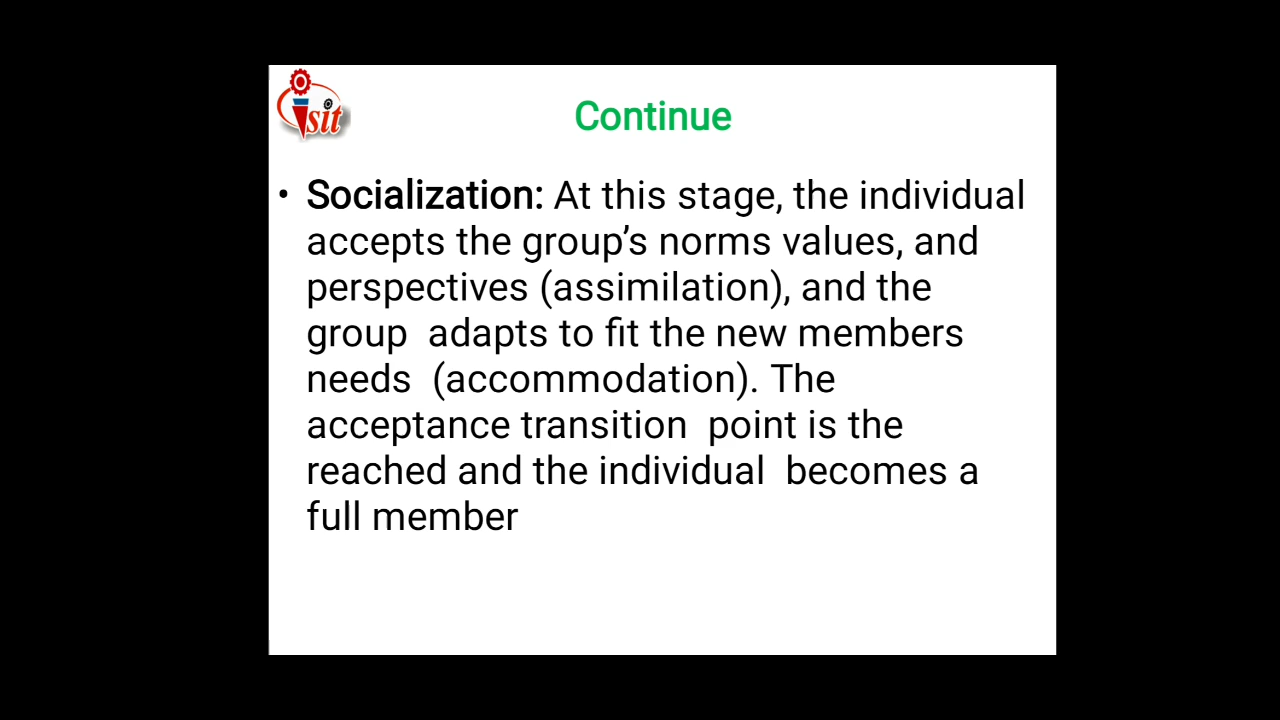 sit
Continue
• Socialization: At this stage, the individual
accepts the group’s norms values, and
perspectives (assimilation), and the
group  adapts to fit the new members
needs  (accommodation). The
acceptance transition  point is the
reached and the individual  becomes a
full member